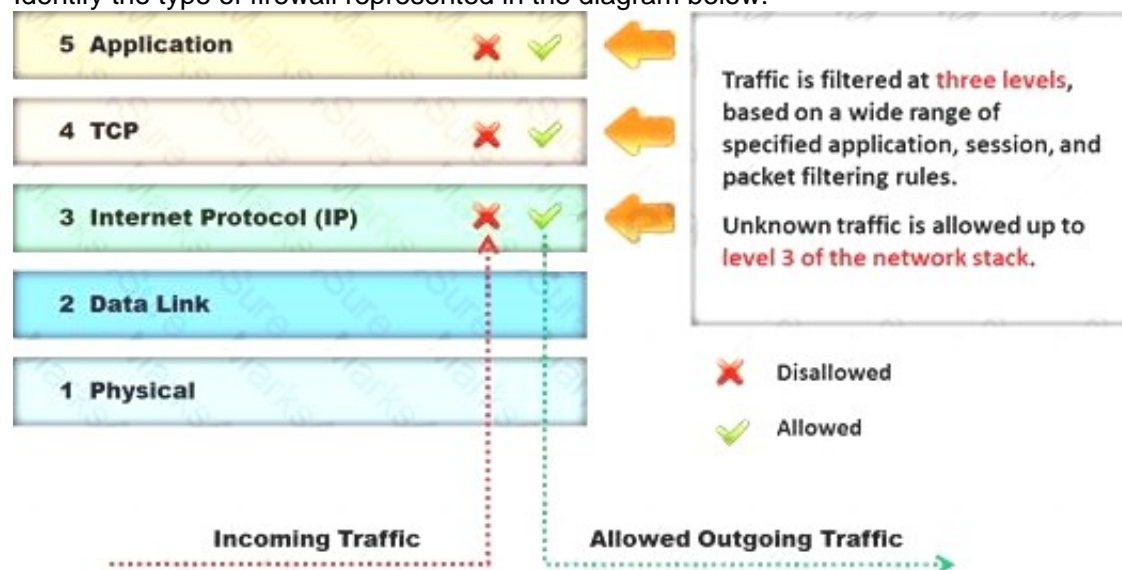 Identify the type of firewall represented in the diagram below.
5 Application
Traffic is filtered at three levels,
based on a wide range of
specified application, session, and
packet filtering rules.
Unknown traffic is allowed up to
level 3 of the network stack.
4 TCP
3 Internet Protocol (IP)
2 Data Link
1 Physical
Disallowed
Allowed
Incoming Traffic
Allowed Outgoing Traffic